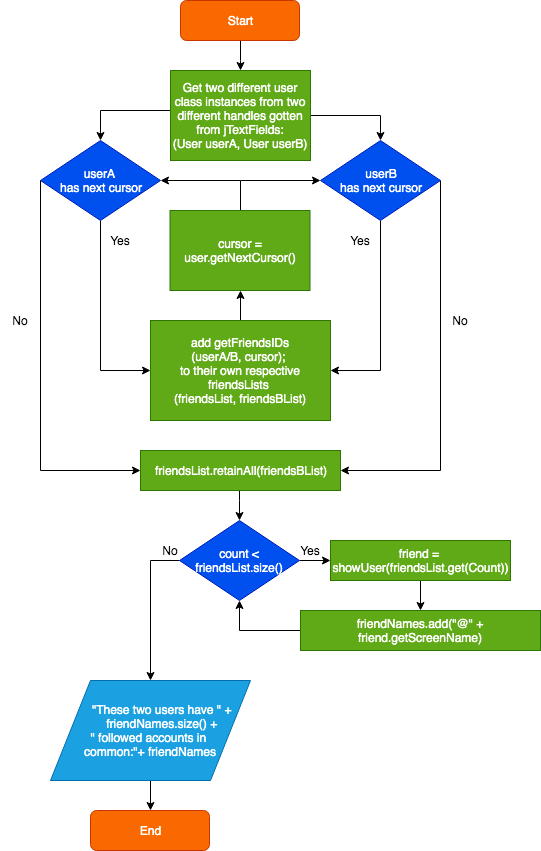 Start
Get two different user
class instances from two
different handles gotten
from jTextFields:
(User userA, User userB)
userA
has next cursor
userB
has next cursor
Yes
cursor =
user.getNextCursor()
Yes
No
No
add getFriendsIDs
(userA/B, cursor);
to their own respective
friendsLists
(friendsList, friendsBList)
friendsList.retainAll(friendsBList)
No
count <
friendsList.size()
Yes
friend =
showUser(friendsList.get(Count))
friendNames.add("@" +
friend.getScreenName)
"These two users have " +
friendNames.size() +
" followed accounts in
common:"+ friendNames
End